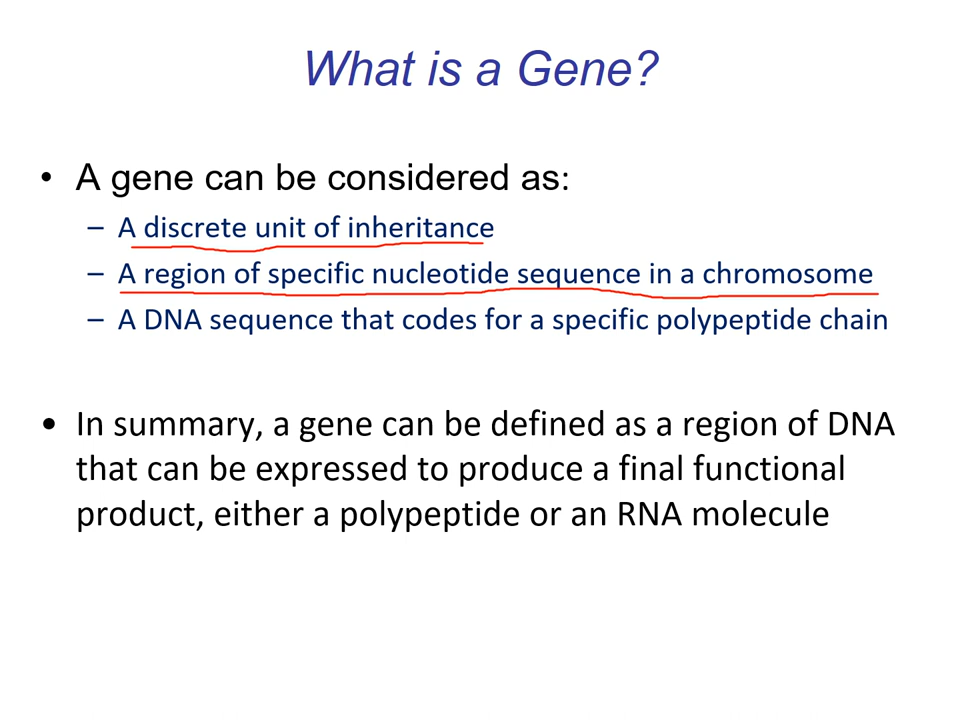 What is a Gene?
• A gene can be considered as:
– A discrete unit of inheritance
– A region of specific nucleotide sequence in a chromosome
– A DNA sequence that codes for a specific polypeptide chain
• In summary, a gene can be defined as a region of DNA
that can be expressed to produce a final functional
product, either a polypeptide or an RNA molecule